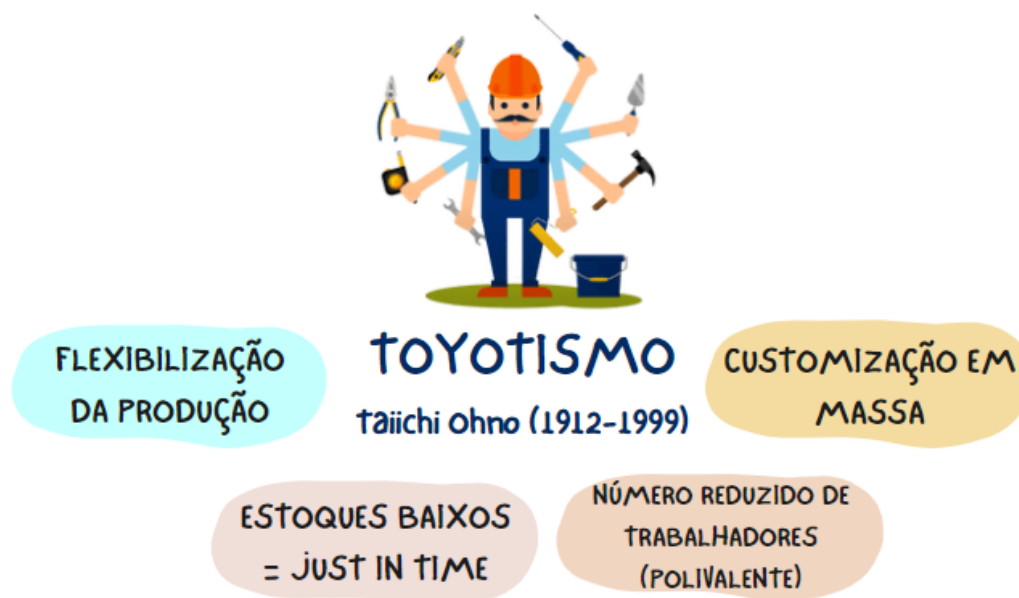 TOYOTISMO
Taiichi Ohno (1912-1999)
FLEXIBILIZAÇÃO
DA PRODUÇÃO
CUSTOMIZAÇÃO EM
MASSA
ESTOQUES BAIXOS
= JUST IN TIME
NÚMERO REDUZIDO DE
TRABALHADORES
(POLIVALENTE)